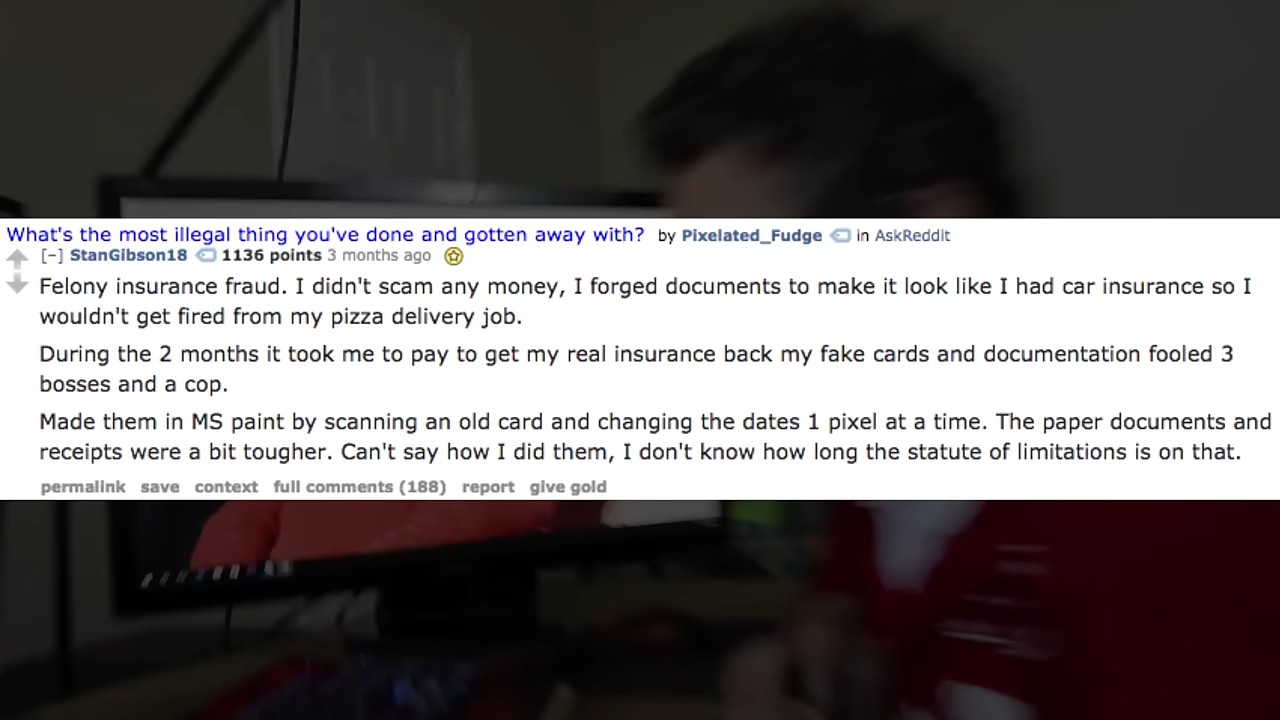 What's the most illegal thing you've done and gotten away with? by Pixelated_Fudge in AskReddit
[–] StanGibson18 1136 points 3 months ago
Felony insurance fraud. I didn't scam any money, I forged documents to make it look like I had car insurance so I
wouldn't get fired from my pizza delivery job.
During the 2 months it took me to pay to get my real insurance back my fake cards and documentation fooled 3
bosses and a cop.
Made them in MS paint by scanning an old card and changing the dates 1 pixel at a time. The paper documents and
receipts were a bit tougher. Can't say how I did them, I don't know how long the statute of limitations is on that.
permalink save context full comments (188) report give gold